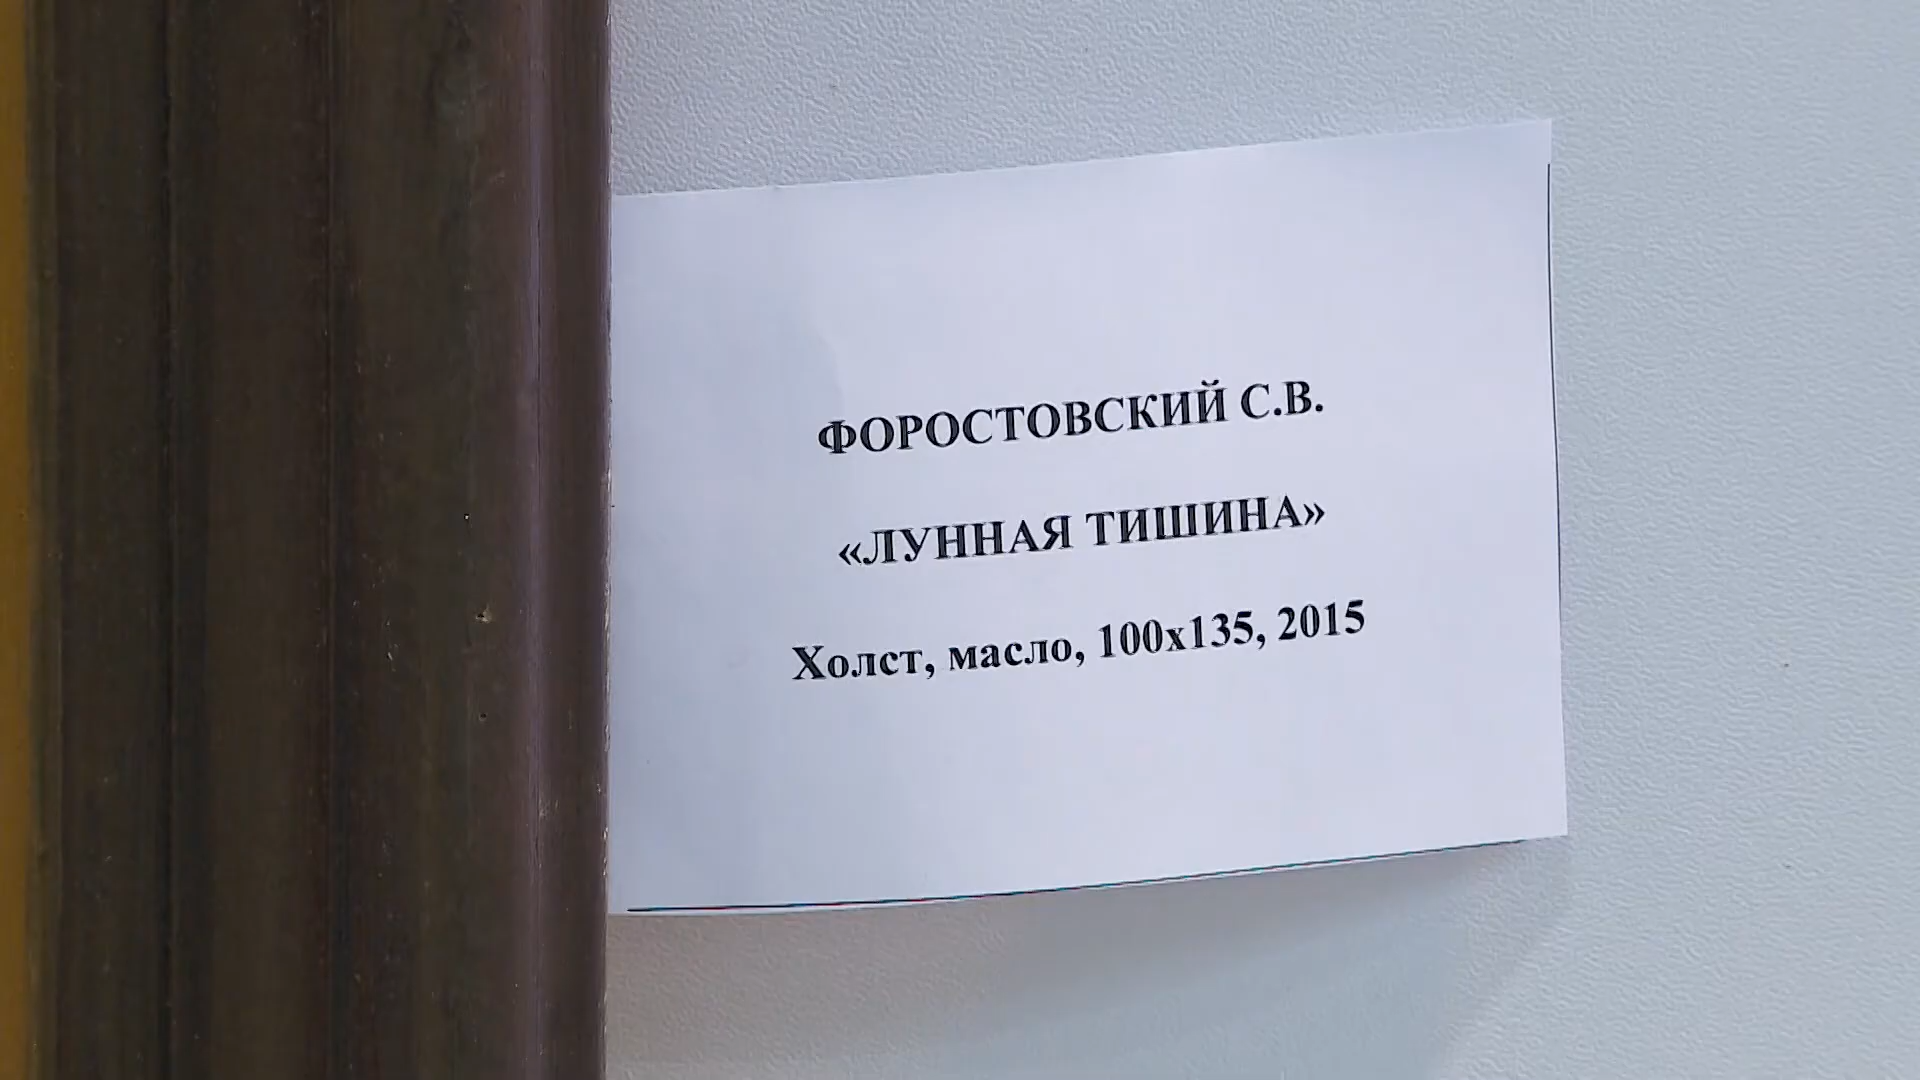 ФОРОСТОВСКИЙ С.В.
«ЛУННАЯ ТИШИНА»
Холст, масло, 100х135, 2015